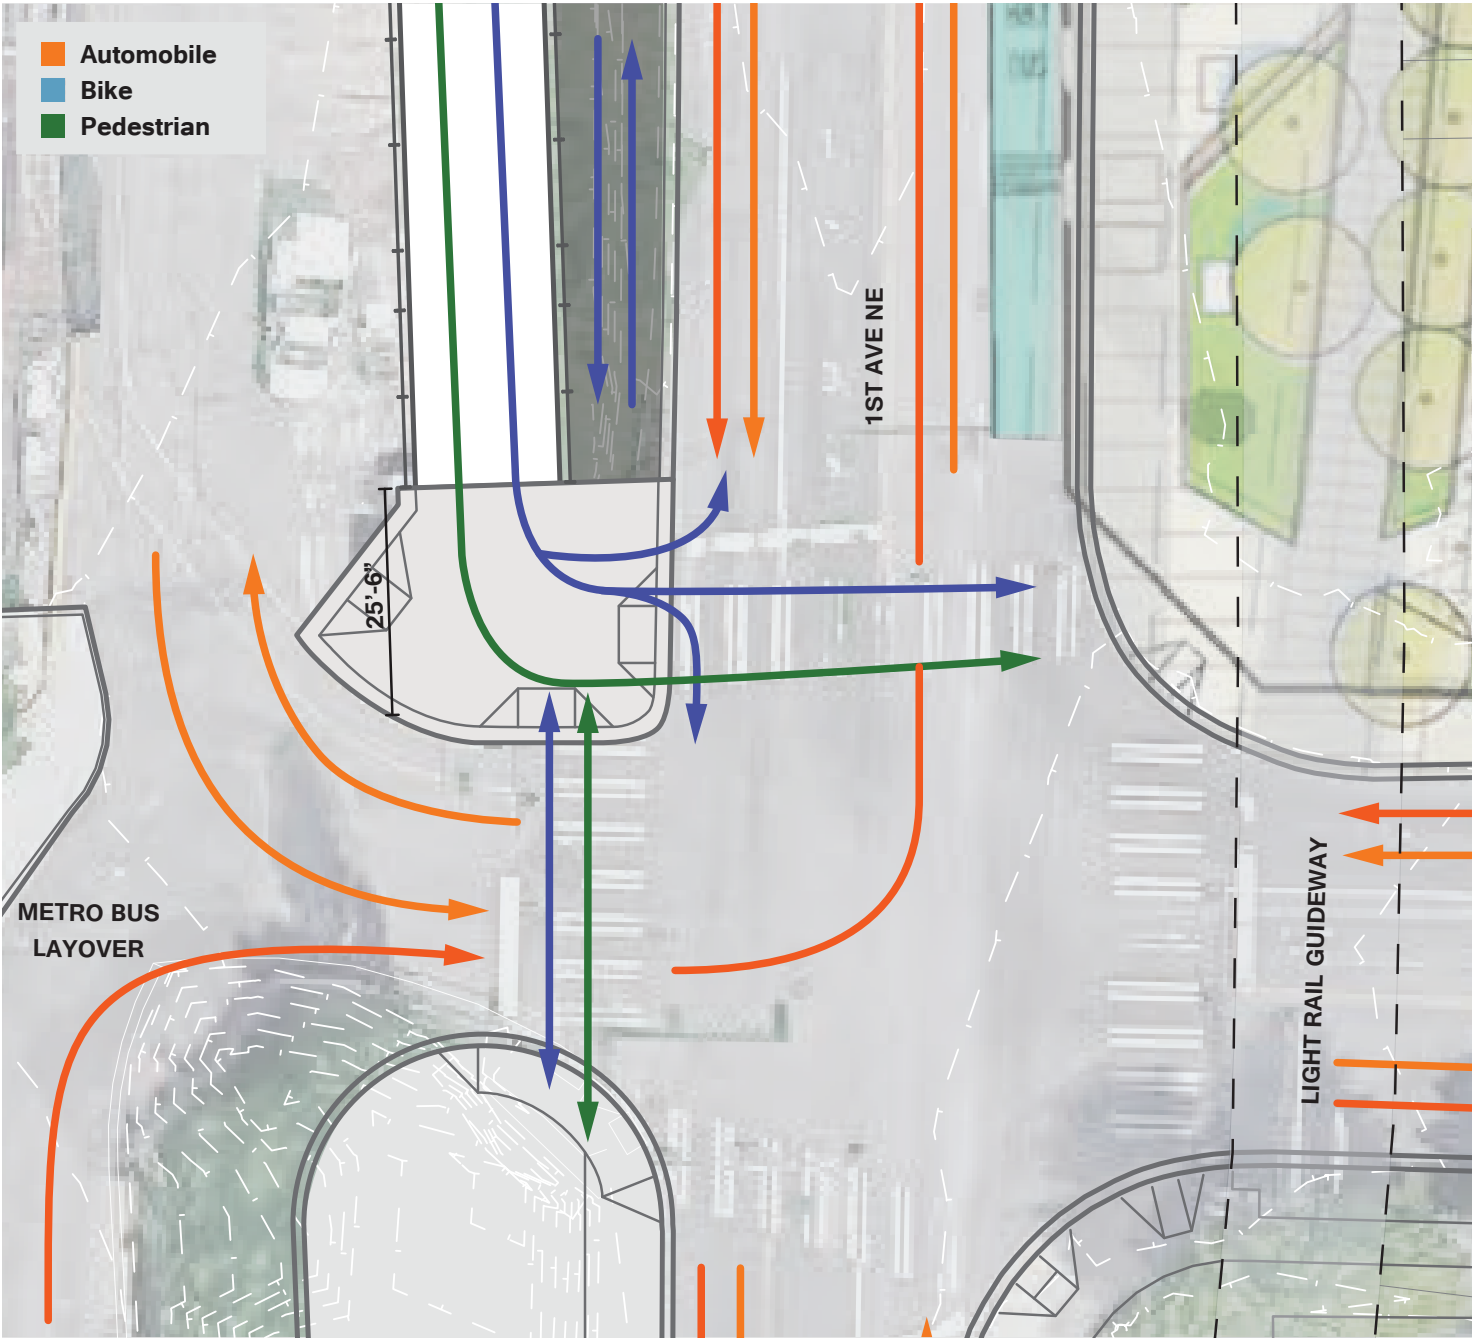 Automobile
Bike
Pedestrian
1ST AVE NE
25'-6"
METRO BUS
LAYOVER
LIGHT RAIL GUIDEWAY